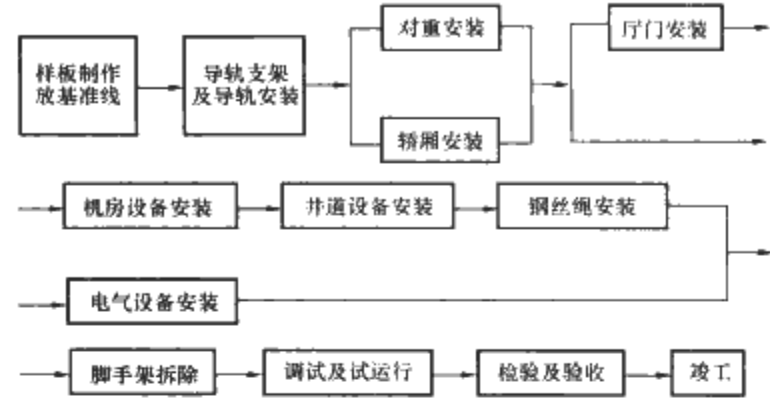 对重安装
厅门安装
样板制作
放基准线
导轨支架
及导轨安装
轿厢安装
机房设备安装
井道设备安装
钢丝绳安装
电气设备安装
脚手架拆除
调试及试运行
检验及验收
竣工